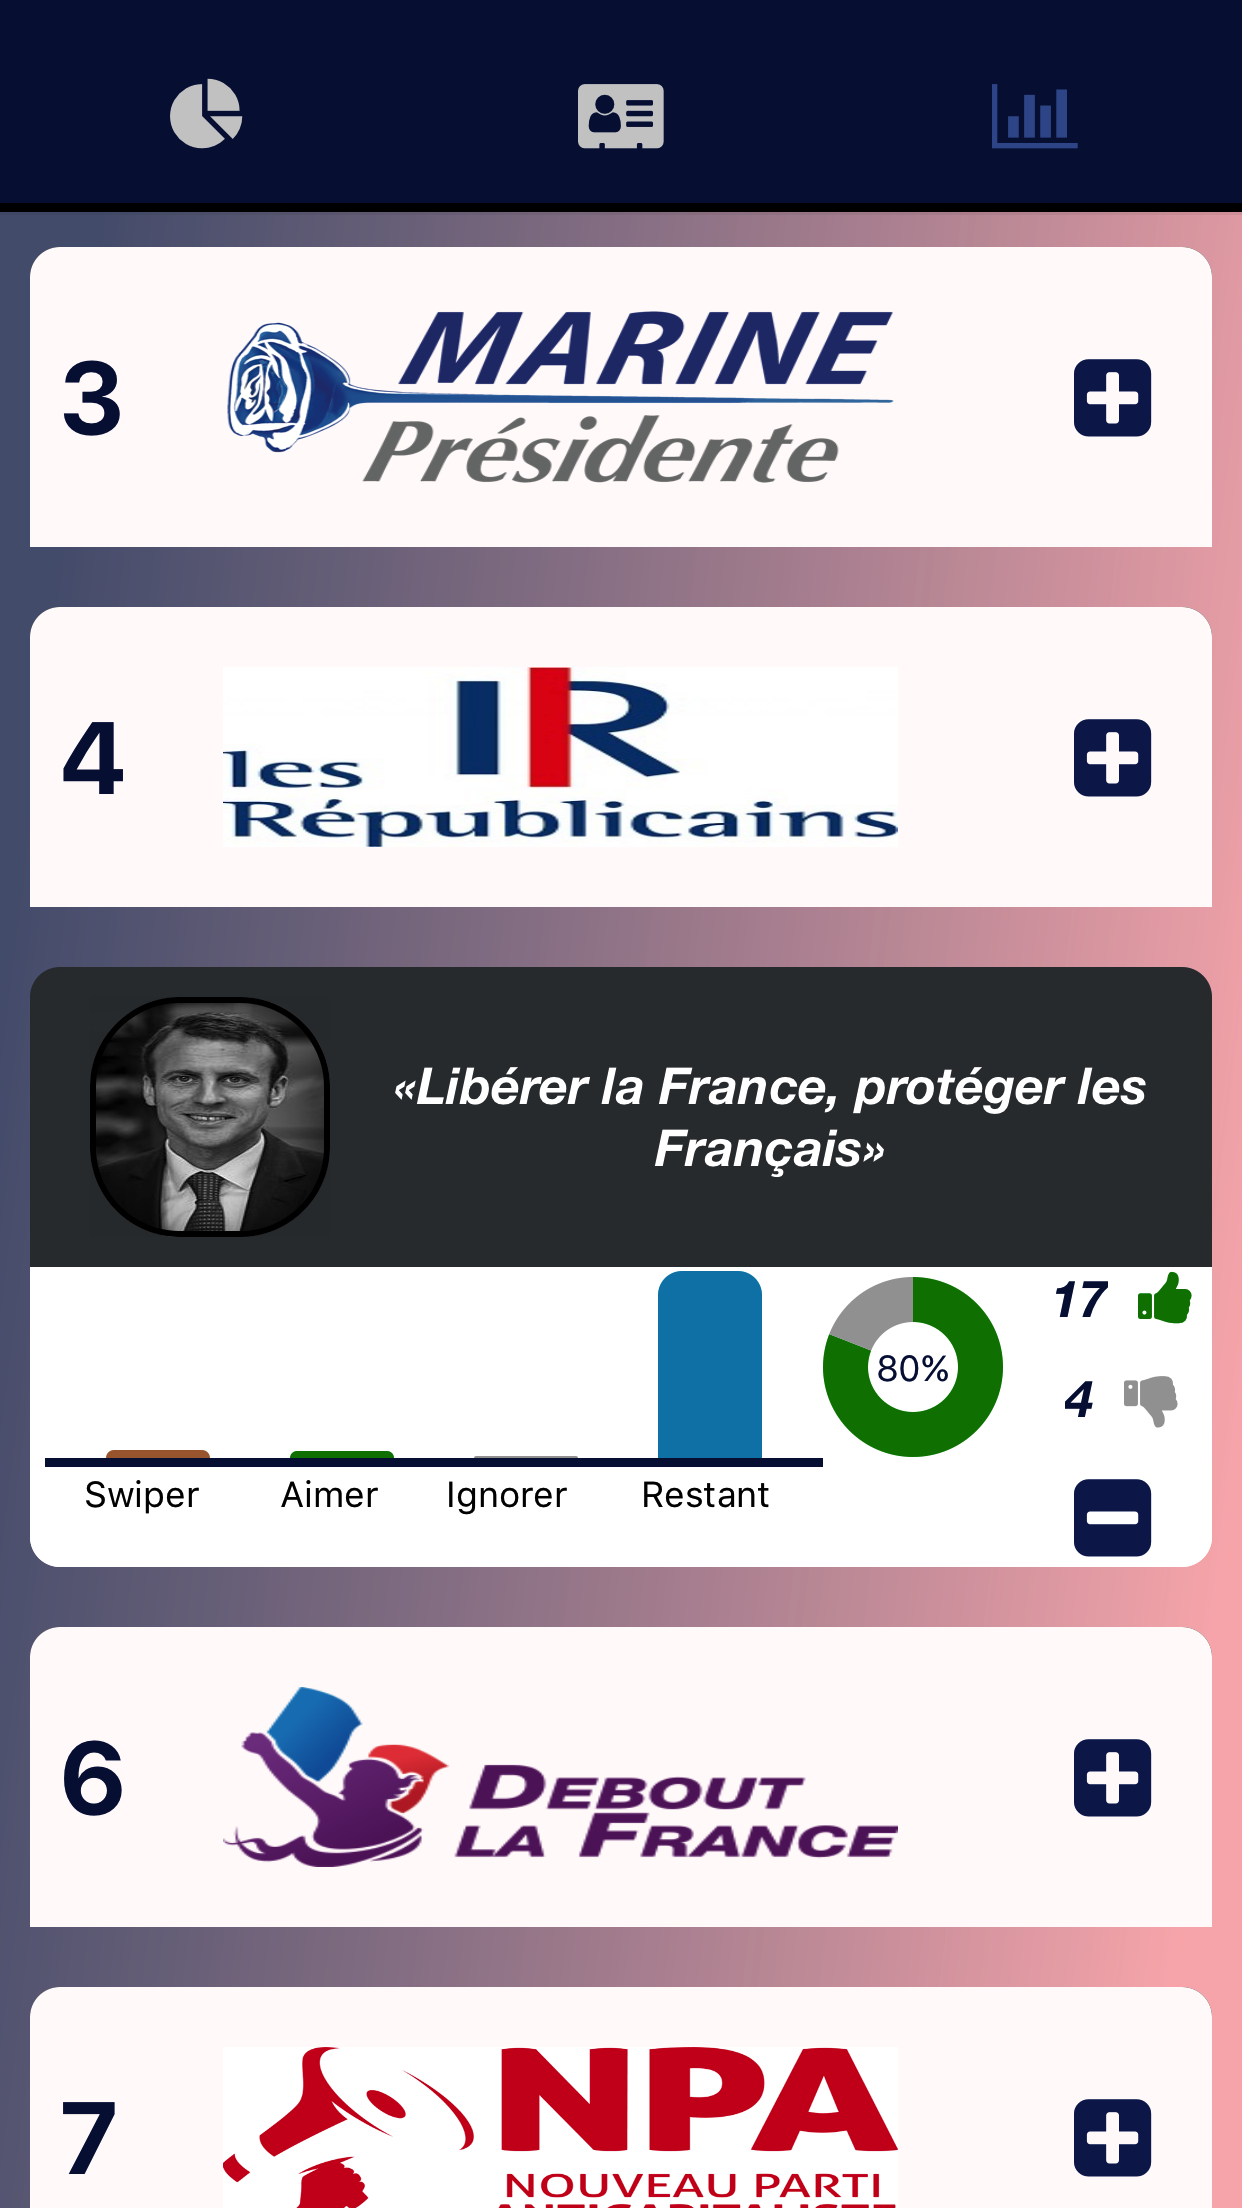 3
MARINE
Présidente
4
lR
les
Républicains
«Libérer la France, protéger les
Français»
17
80%
4
Swiper Aimer Ignorer Restant
6
DEBOUT
LA FRANCE
7
NPA
NOUVEAU PARTI
ANTICAPITALISTE